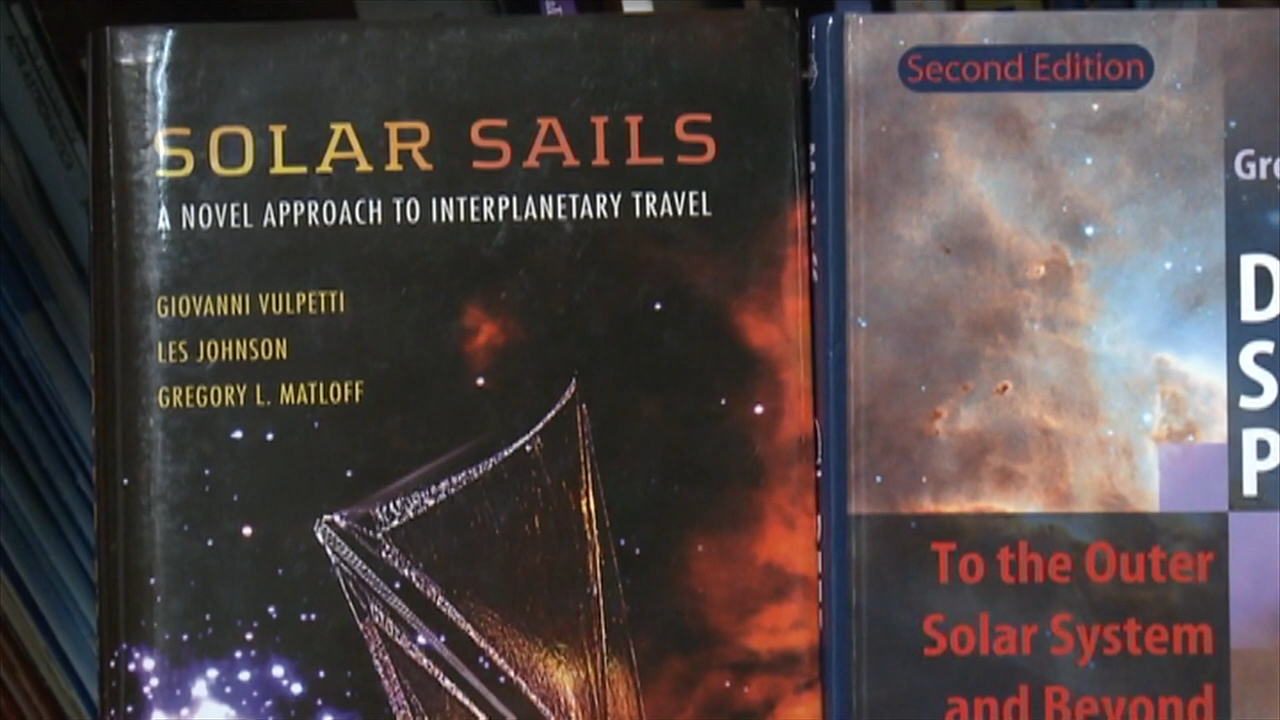 SOLAR SAILS
A NOVEL APPROACH TO INTERPLANETARY TRAVEL
GIOVANNI VULPETTI
LES JOHNSON
GREGORY L. MATLOFF
Second Edition
Gre
D
S
P
To the Outer
Solar System
and Beyond